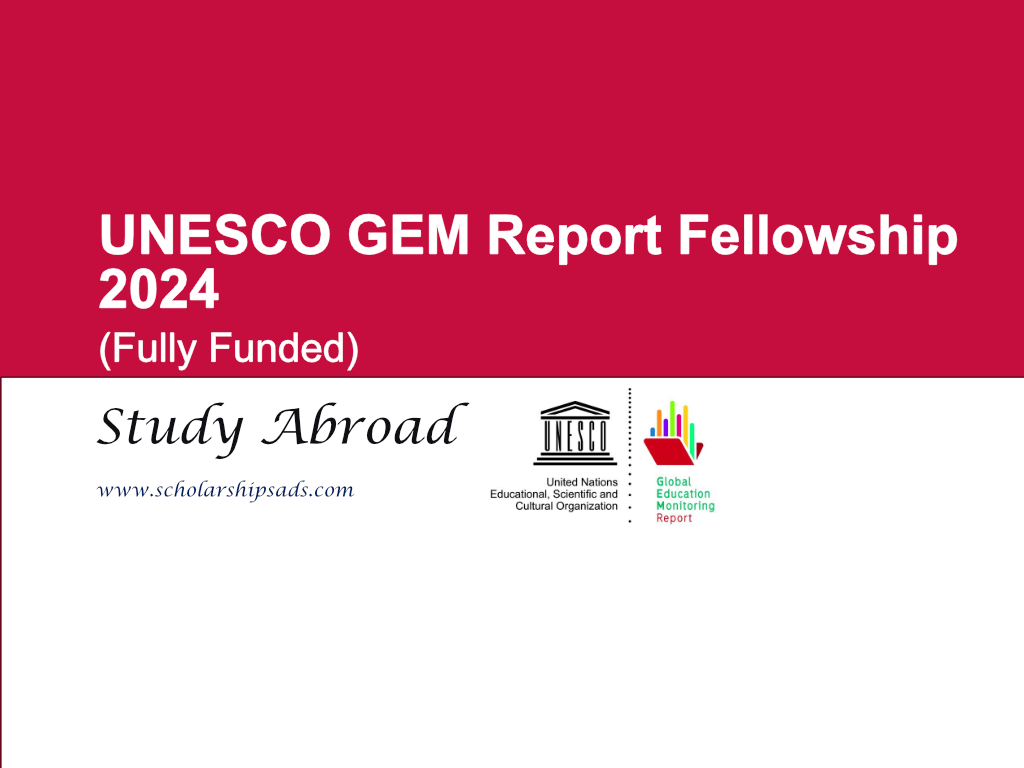 UNESCO GEM Report Fellowship
2024
(Fully Funded)
Study Abroad
www.scholarshipsads.com
UNESCO
United Nations
Educational, Scientific and
Cultural Organization
Global
Education
Monitoring
Report